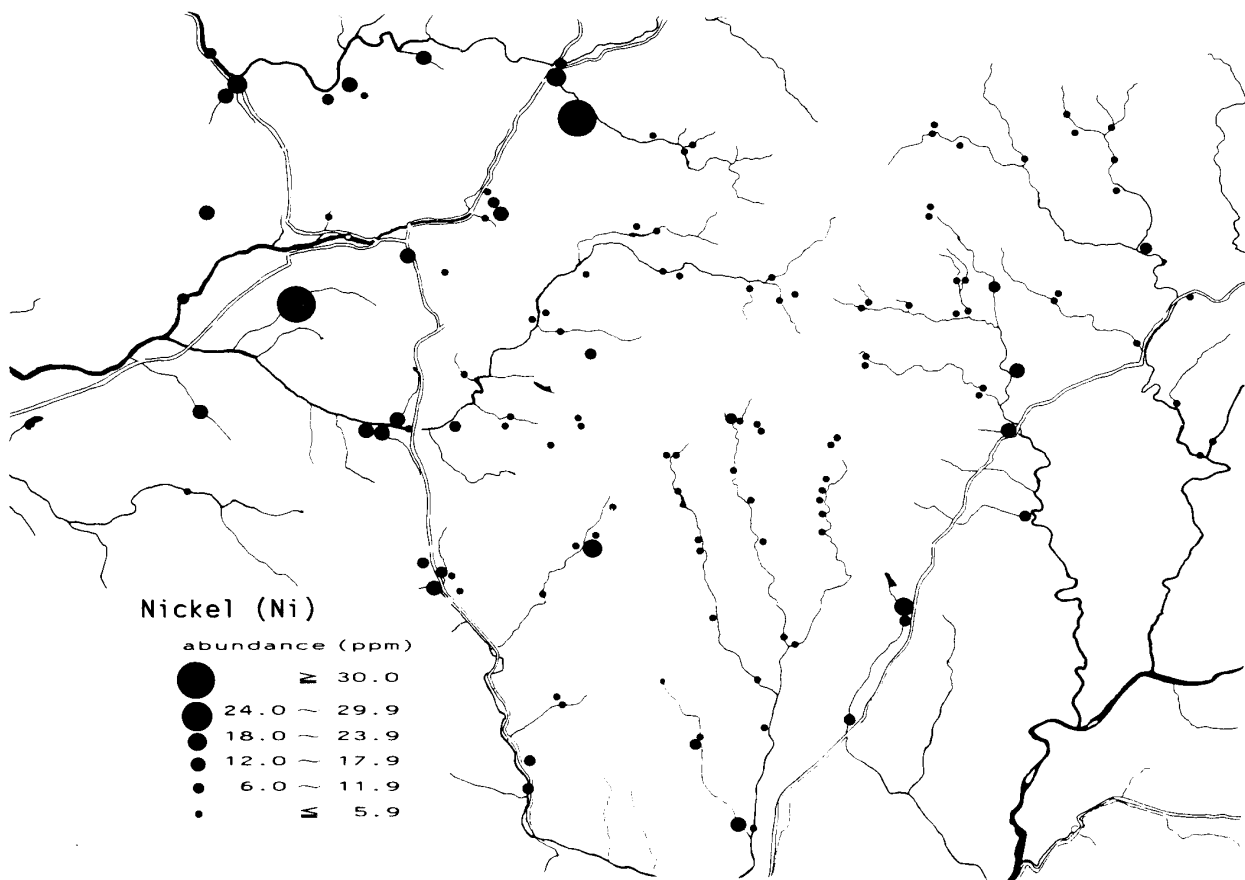 Nickel (Ni)
abundance (ppm)
≧ 30.0
24.0 ~ 29.9
18.0 ~ 23.9
12.0 ~ 17.9
6.0 ~ 11.9
≦ 5.9